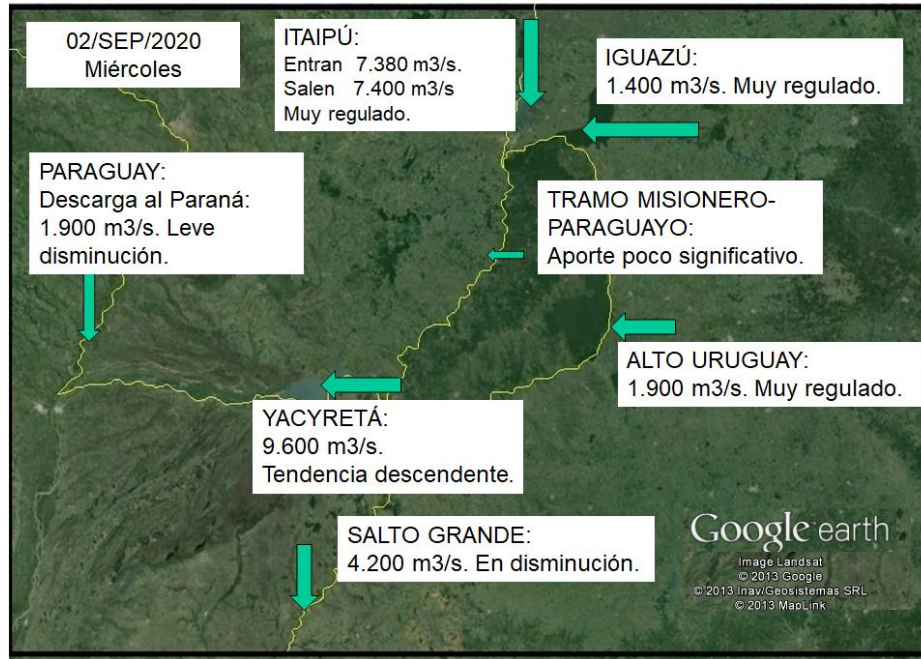 02/SEP/2020
Miércoles
ITAIPÚ:
Entran 7.380 m3/s.
Salen 7.400 m3/s
Muy regulado.
IGUAZÚ:
1.400 m3/s. Muy regulado.
PARAGUAY:
Descarga al Paraná:
1.900 m3/s. Leve
disminución.
TRAMO MISIONERO-
PARAGUAYO:
Aporte poco significativo.
ALTO URUGUAY:
1.900 m3/s. Muy regulado.
YACYRETÁ:
9.600 m3/s.
Tendencia descendente.
SALTO GRANDE:
4.200 m3/s. En disminución.
Google earth
Image Landsat
© 2013 Google
© 2013 Inav/Geosistemas SRL
© 2013 MapLink